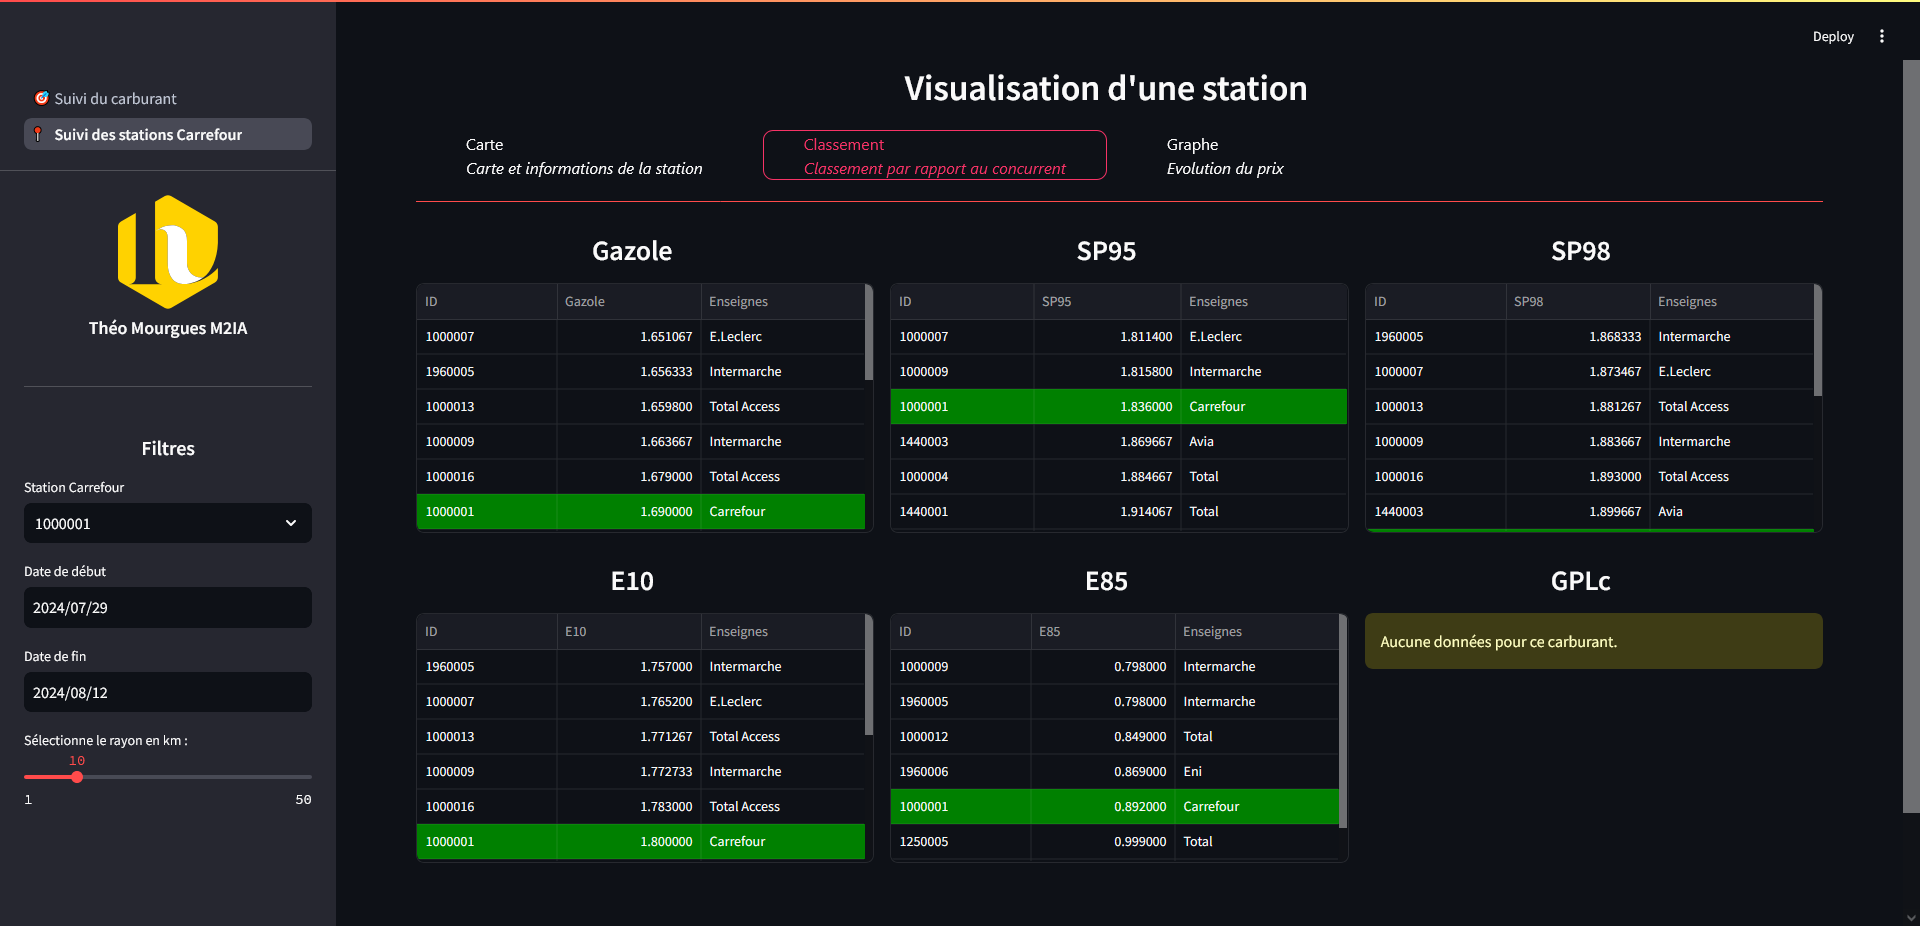 Deploy
Suivi du carburant
Suivi des stations Carrefour
Théo Mourgues M2IA
Filtres
Station Carrefour
1000001
Date de début
2024/07/29
Date de fin
2024/08/12
Sélectionne le rayon en km :
10
1 50
Visualisation d'une station
Carte
Carte et informations de la station
Classement
Classement par rapport au concurrent
Graphe
Evolution du prix
Gazole
ID Gazole Enseignes
1000007 1.651067 E.Leclerc
1960005 1.656333 Intermarche
1000013 1.659800 Total Access
1000009 1.663667 Intermarche
1000016 1.679000 Total Access
1000001 1.690000 Carrefour
SP95
ID SP95 Enseignes
1000007 1.811400 E.Leclerc
1000009 1.815800 Intermarche
1000001 1.836000 Carrefour
1440003 1.869667 Avia
1000004 1.884667 Total
1440001 1.914067 Total
SP98
ID SP98 Enseignes
1960005 1.868333 Intermarche
1000007 1.873467 E.Leclerc
1000013 1.881267 Total Access
1000009 1.883667 Intermarche
1000016 1.893000 Total Access
1440003 1.899667 Avia
E10
ID E10 Enseignes
1960005 1.757000 Intermarche
1000007 1.765200 E.Leclerc
1000013 1.771267 Total Access
1000009 1.772733 Intermarche
1000016 1.783000 Total Access
1000001 1.800000 Carrefour
E85
ID E85 Enseignes
1000009 0.798000 Intermarche
1960005 0.798000 Intermarche
1000012 0.849000 Total
1960006 0.869000 Eni
1000001 0.892000 Carrefour
1250005 0.999000 Total
GPLc
Aucune données pour ce carburant.